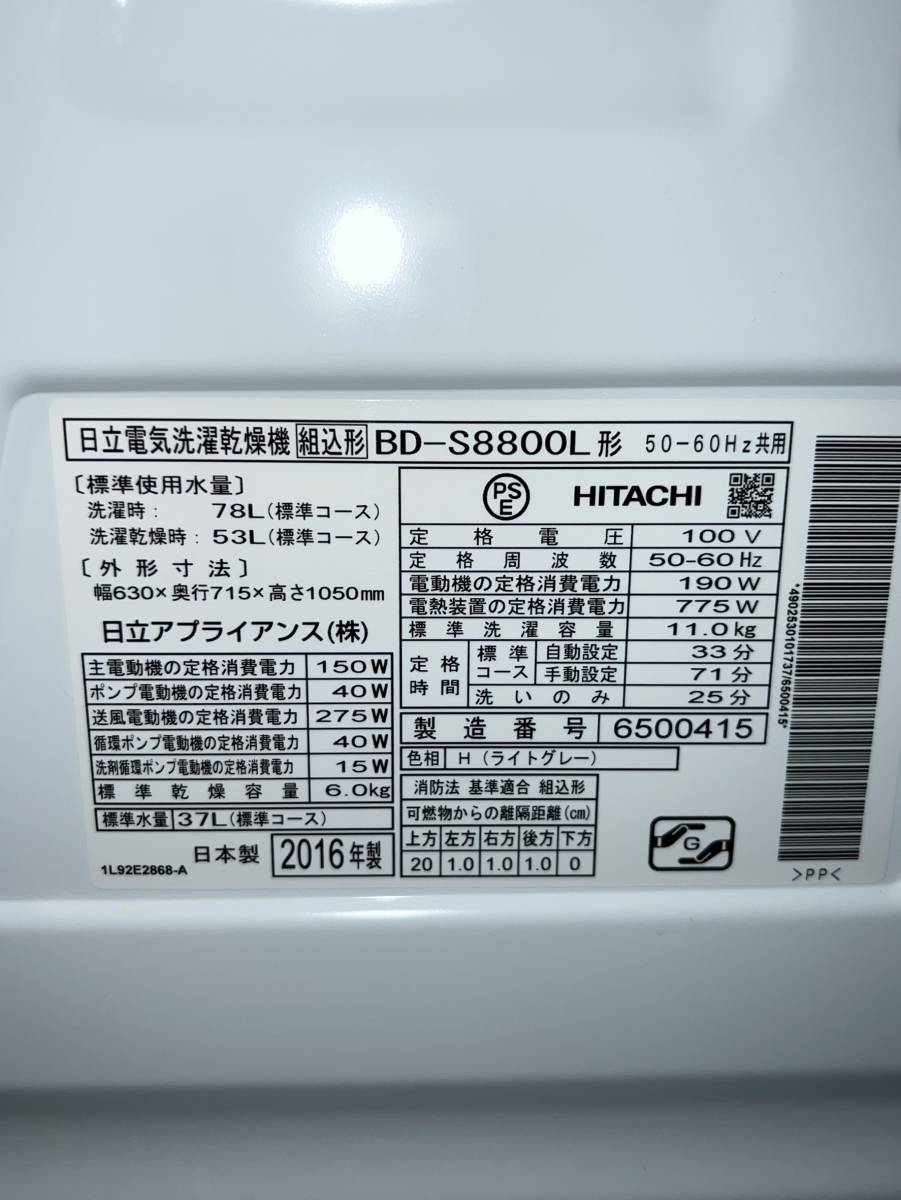 日立電気洗濯乾燥機 組込形 BD-S8800L形 50-60Hz共用
〔標準使用水量〕
洗濯時： 78L(標準コース)
洗濯乾燥時：53L(標準コース)
〔外形寸法〕
幅630×奥行715×高さ1050mm
日立アプライアンス(株)
主電動機の定格消費電力 150W
ポンプ電動機の定格消費電力 40W
送風電動機の定格消費電力 275W
循環ポンプ電動機の定格消費電力 40W
洗剤循環ポンプ電動機の定格消費電力 15W
標準乾燥容量 6.0kg
標準水量 37L(標準コース)
1L92E2868-A 日本製 2016年製
PSE HITACHI
定格電圧 100V
定格周波数 50-60Hz
電動機の定格消費電力 190W
電熱装置の定格消費電力 775W
標準洗濯容量 11.0kg
定格時間 標準コース 自動設定 33分
手動設定 71分
洗いのみ 25分
製造番号 6500415
色相 H (ライトグレー)
消防法 基準適合 組込形
可燃物からの離隔距離(cm)
上方 左方 右方 後方 下方
20 1.0 1.0 1.0 0
G
*4902530101737/6500415*
>PP<